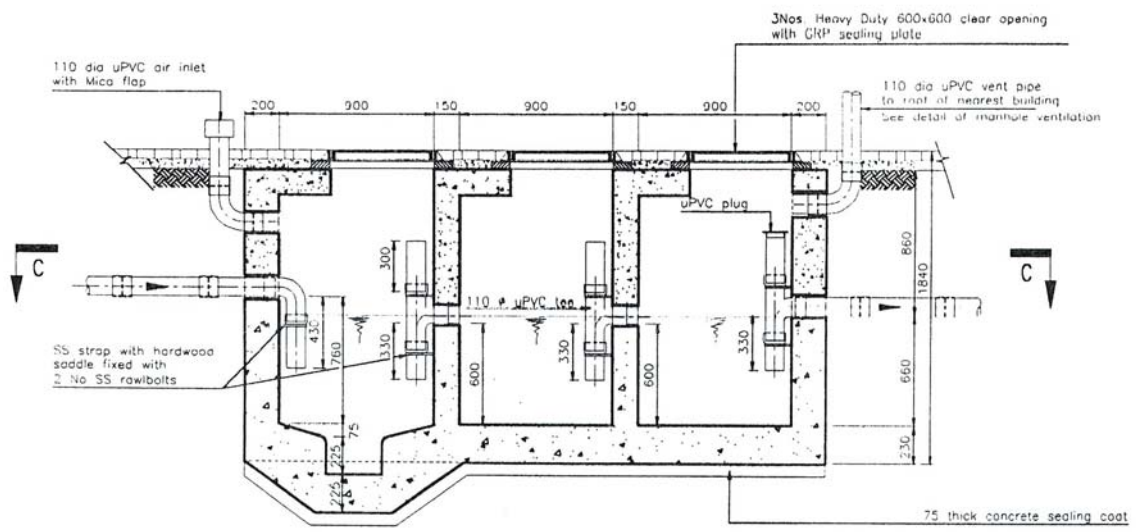 3Nos. Heavy Duty 600x600 clear opening
with GRP sealing plate
110 dia uPVC air inlet
with Mica flap
110 dia uPVC vent pipe
to roof of nearest building
See detail of manhole ventilation
200
900
150
900
150
900
200
uPVC plug
C
C
300
110 ø uPVC tee
860
1840
430
760
330
600
330
600
330
660
SS strap with hardwood
saddle fixed with
2 No SS rawlbolts
75
225
225
230
75 thick concrete sealing coat